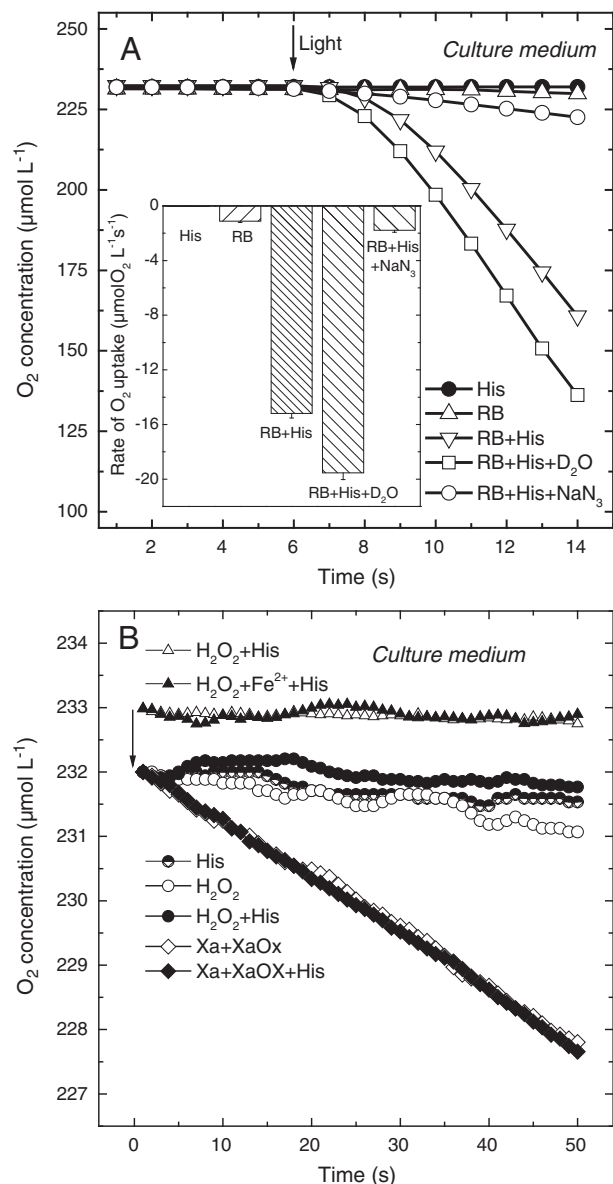 A
Light
Culture medium
250
225
200
175
150
125
100
O₂ concentration (µmol L⁻¹)
0
-4
-8
-12
-16
-20
Rate of O₂ uptake (µmolO₂ L⁻¹s⁻¹)
His
RB
RB+His
RB+His+D₂O
RB+His
+NaN₃
His
RB
RB+His
RB+His+D₂O
RB+His+NaN₃
2 4 6 8 10 12 14
Time (s)
B
Culture medium
H₂O₂+His
H₂O₂+Fe²⁺+His
234
233
232
231
230
229
228
227
O₂ concentration (µmol L⁻¹)
His
H₂O₂
H₂O₂+His
Xa+XaOx
Xa+XaOX+His
0 10 20 30 40 50
Time (s)